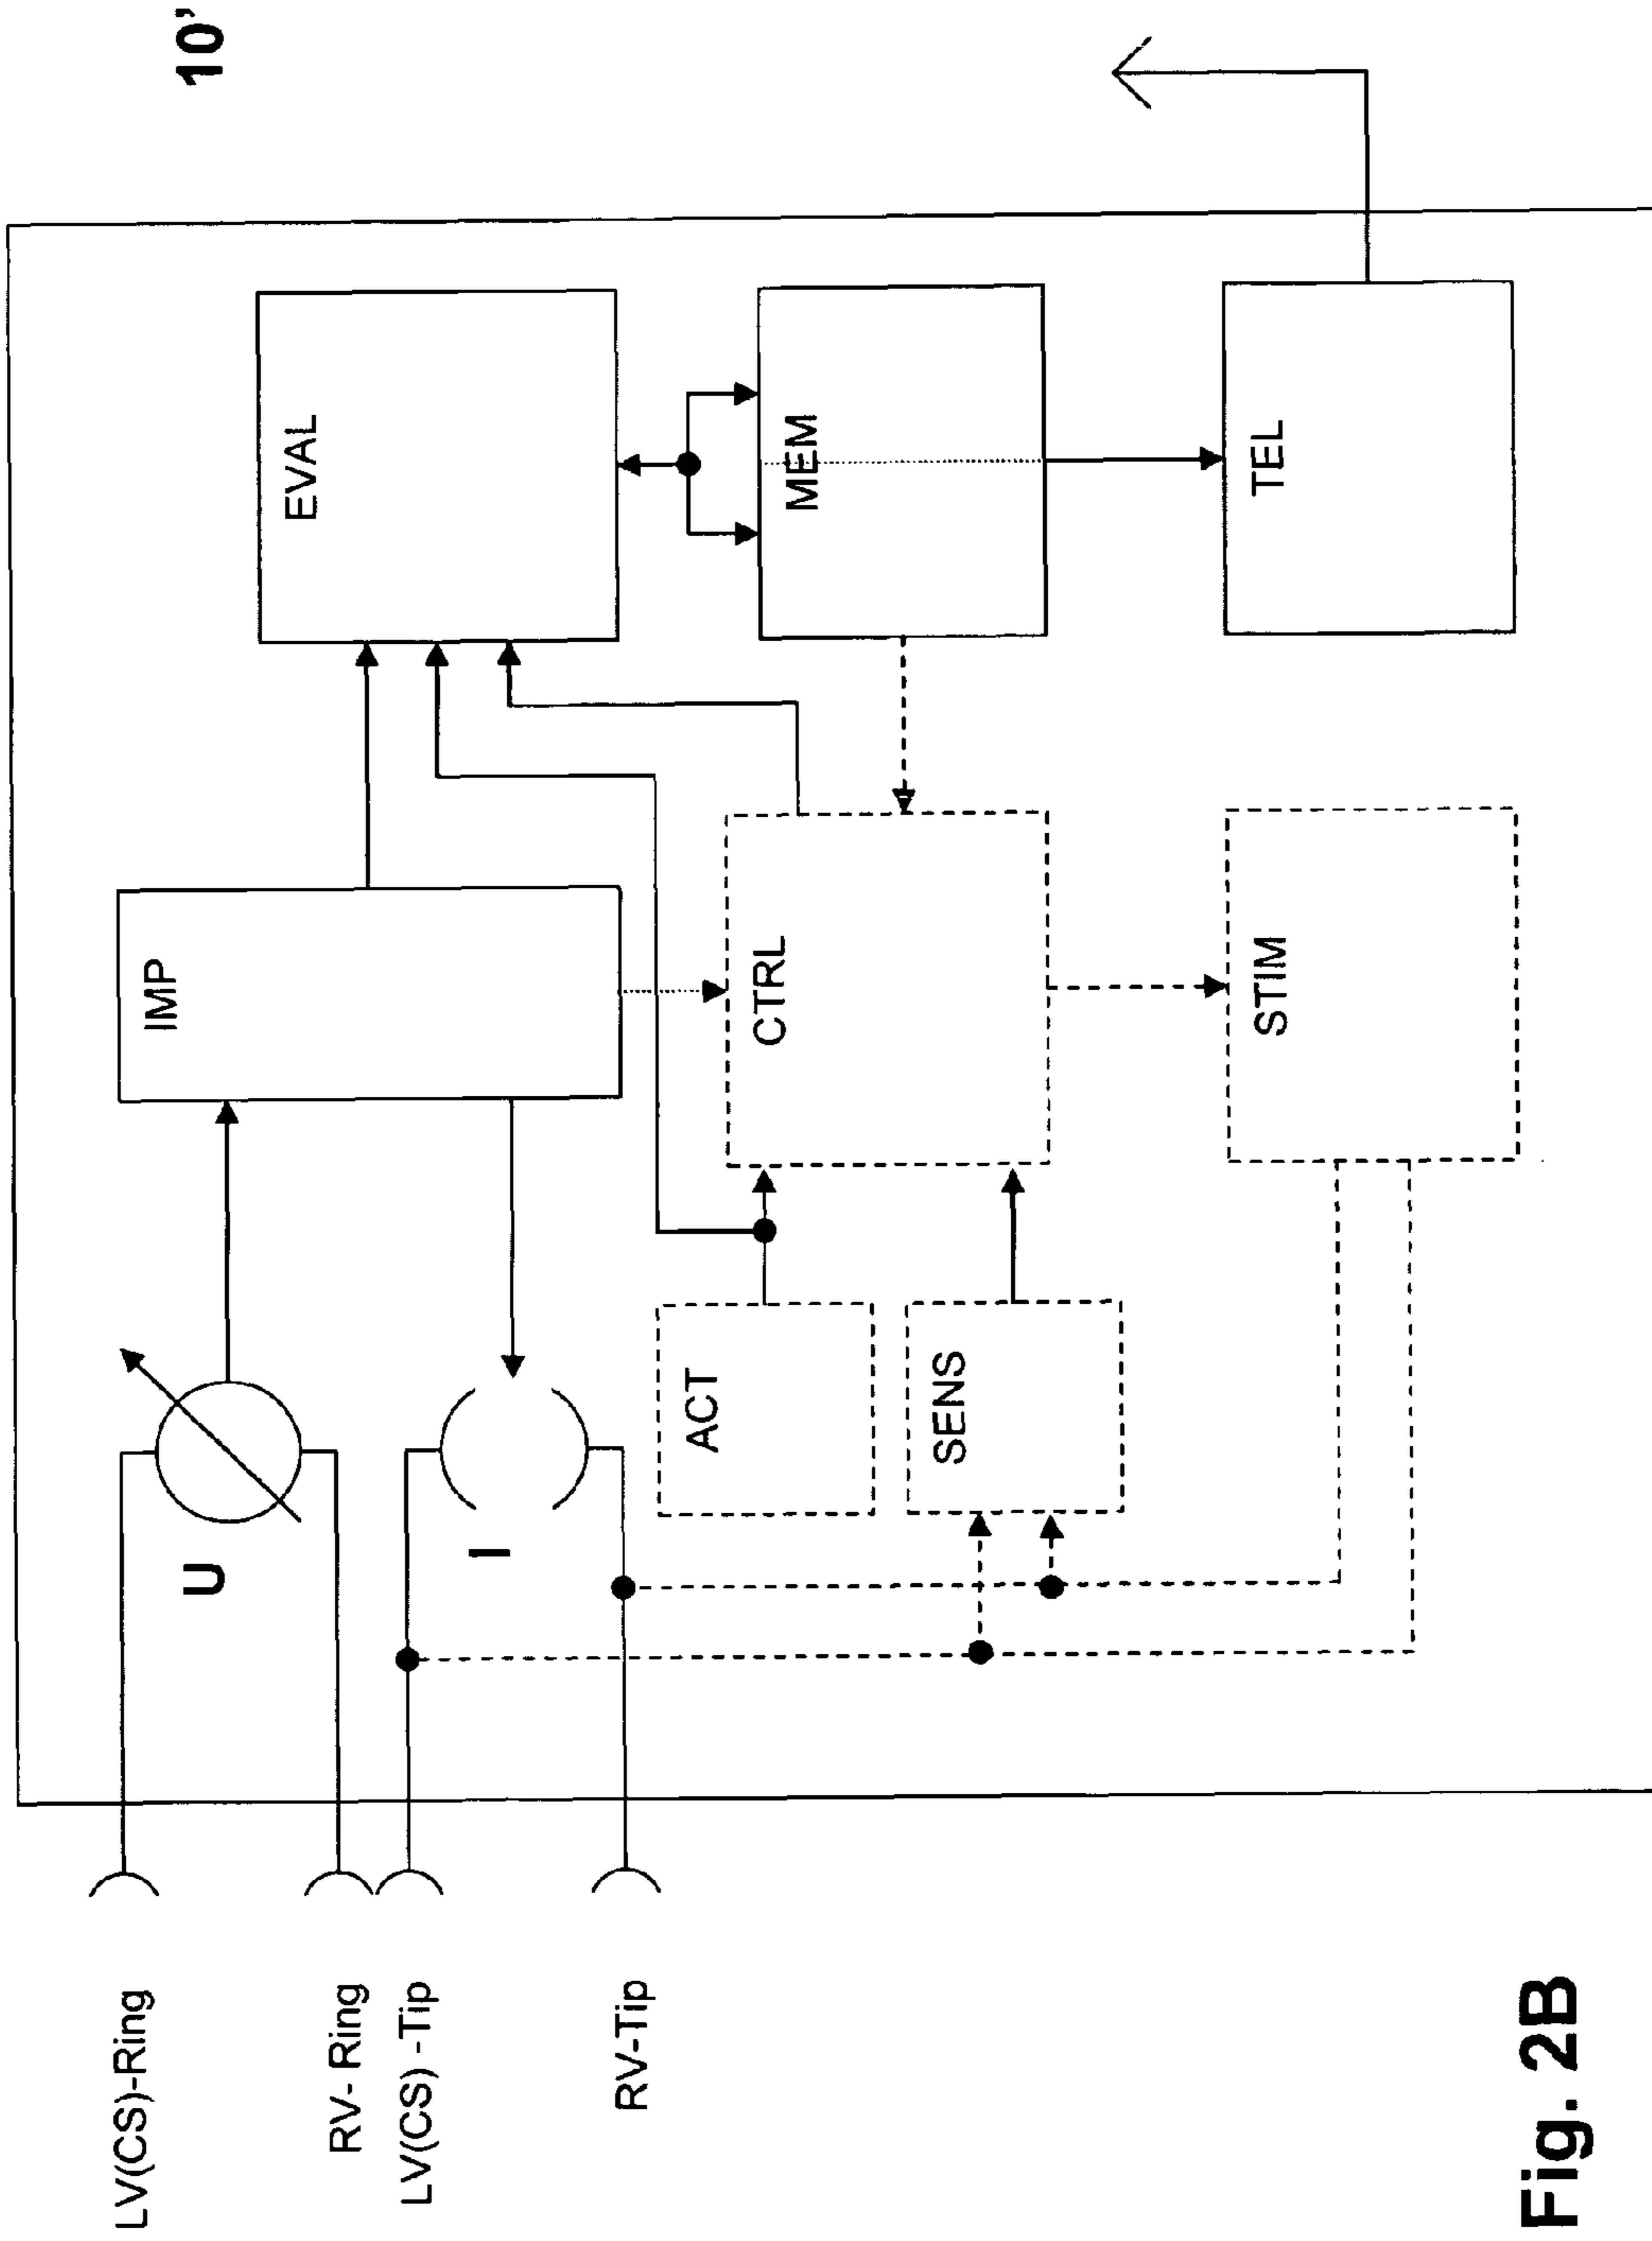 10'
LV(CS)-Ring
U
IMP
EVAL
RV- Ring
LV(CS) -Tip
I
RV-Tip
ACT
CTRL
MEM
SENS
STIM
TEL
Fig. 2B